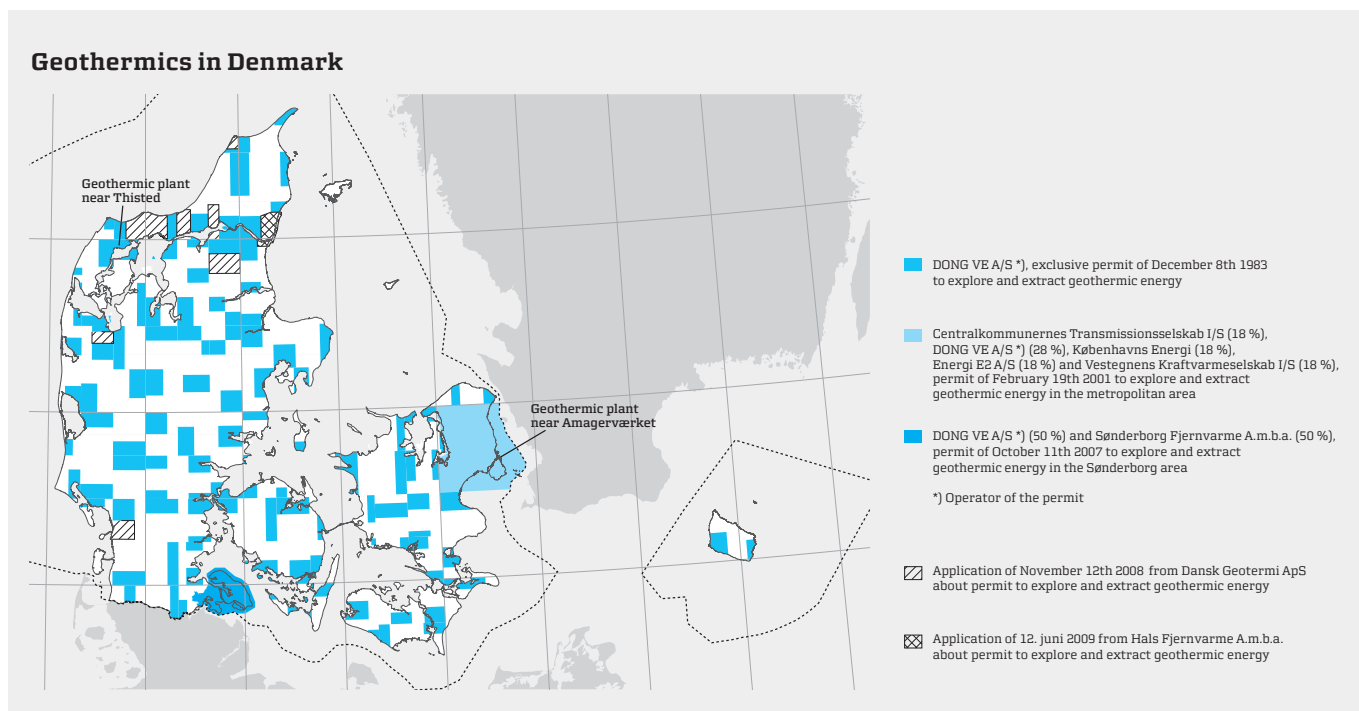 Geothermics in Denmark
Geothermic plant
near Thisted
Geothermic plant
near Amagerværket
DONG VE A/S *), exclusive permit of December 8th 1983
to explore and extract geothermic energy
Centralkommunernes Transmissionsselskab I/S (18 %),
DONG VE A/S *) (28 %), Københavns Energi (18 %),
Energi E2 A/S (18 %) and Vestegnens Kraftvarmeselskab I/S (18 %),
permit of February 19th 2001 to explore and extract
geothermic energy in the metropolitan area
DONG VE A/S *) (50 %) and Sønderborg Fjernvarme A.m.b.a. (50 %),
permit of October 11th 2007 to explore and extract
geothermic energy in the Sønderborg area
*) Operator of the permit
Application of November 12th 2008 from Dansk Geotermi ApS
about permit to explore and extract geothermic energy
Application of 12. juni 2009 from Hals Fjernvarme A.m.b.a.
about permit to explore and extract geothermic energy